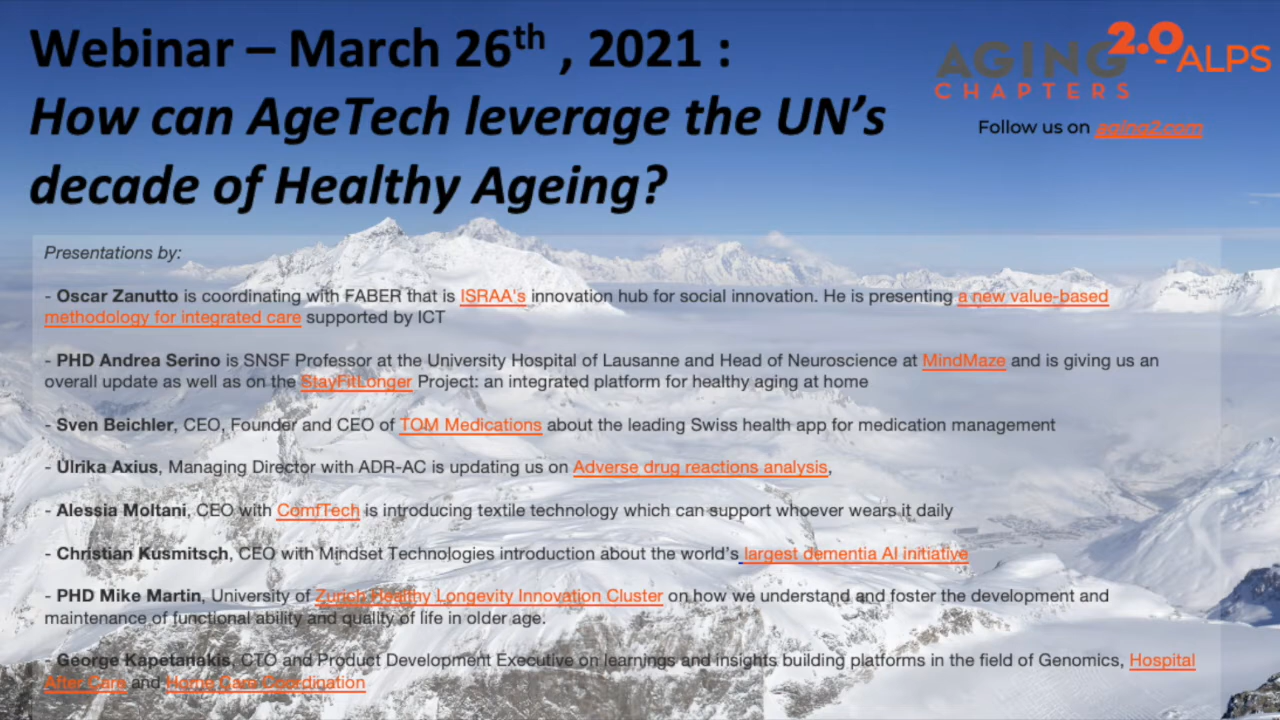 Webinar – March 26th , 2021 :
How can AgeTech leverage the UN's
decade of Healthy Ageing?
AGING2.0
-ALPS
CHAPTERS
Follow us on aging2.com
Presentations by:
- Oscar Zanutto is coordinating with FABER that is ISRAA's innovation hub for social innovation. He is presenting a new value-based
methodology for integrated care supported by ICT
- PHD Andrea Serino is SNSF Professor at the University Hospital of Lausanne and Head of Neuroscience at MindMaze and is giving us an
overall update as well as on the StayFitLonger Project: an integrated platform for healthy aging at home
- Sven Beichler, CEO, Founder and CEO of TOM Medications about the leading Swiss health app for medication management
- Ulrika Axius, Managing Director with ADR-AC is updating us on Adverse drug reactions analysis,
- Alessia Moltani, CEO with ComfTech is introducing textile technology which can support whoever wears it daily
- Christian Kusmitsch, CEO with Mindset Technologies introduction about the world's largest dementia AI initiative
- PHD Mike Martin, University of Zurich Healthy Longevity Innovation Cluster on how we understand and foster the development and
maintenance of functional ability and quality of life in older age.
- George Kapetanakis, CTO and Product Development Executive on learnings and insights building platforms in the field of Genomics, Hospital
After Care and Home Care Coordination